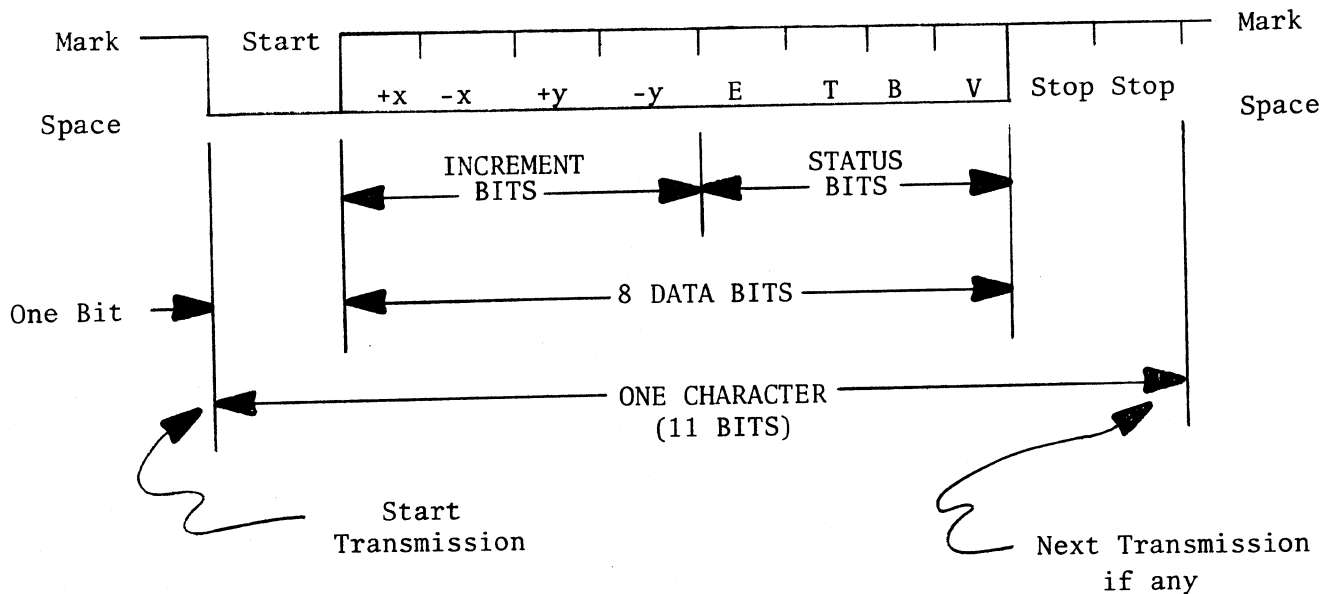 Mark Start Mark
+x -x +y -y E T B V Stop Stop
Space Space
INCREMENT
BITS
STATUS
BITS
8 DATA BITS
One Bit
ONE CHARACTER
(11 BITS)
Start
Transmission
Next Transmission
if any